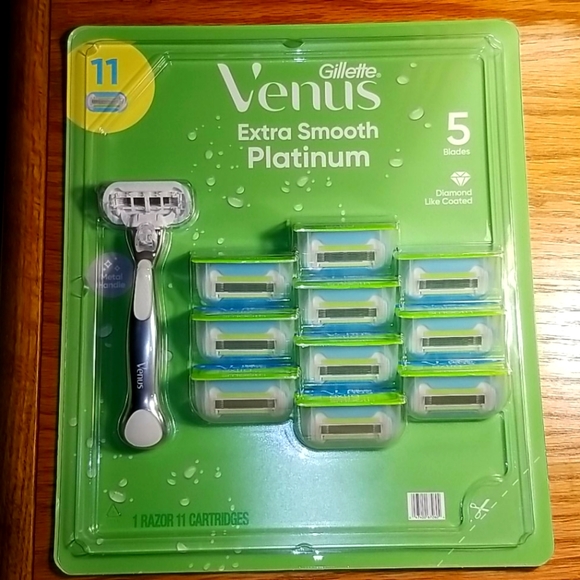 11
Gillette®
Venus
Extra Smooth
Platinum
5
Blades
Diamond
Like Coated
Metal
Handle
Venus
1 RAZOR 11 CARTRIDGES